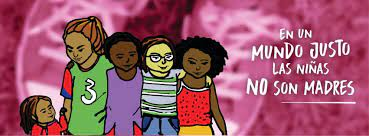 EN UN
MUNDO JUSTO
LAS NIÑAS
NO SON MADRES
3